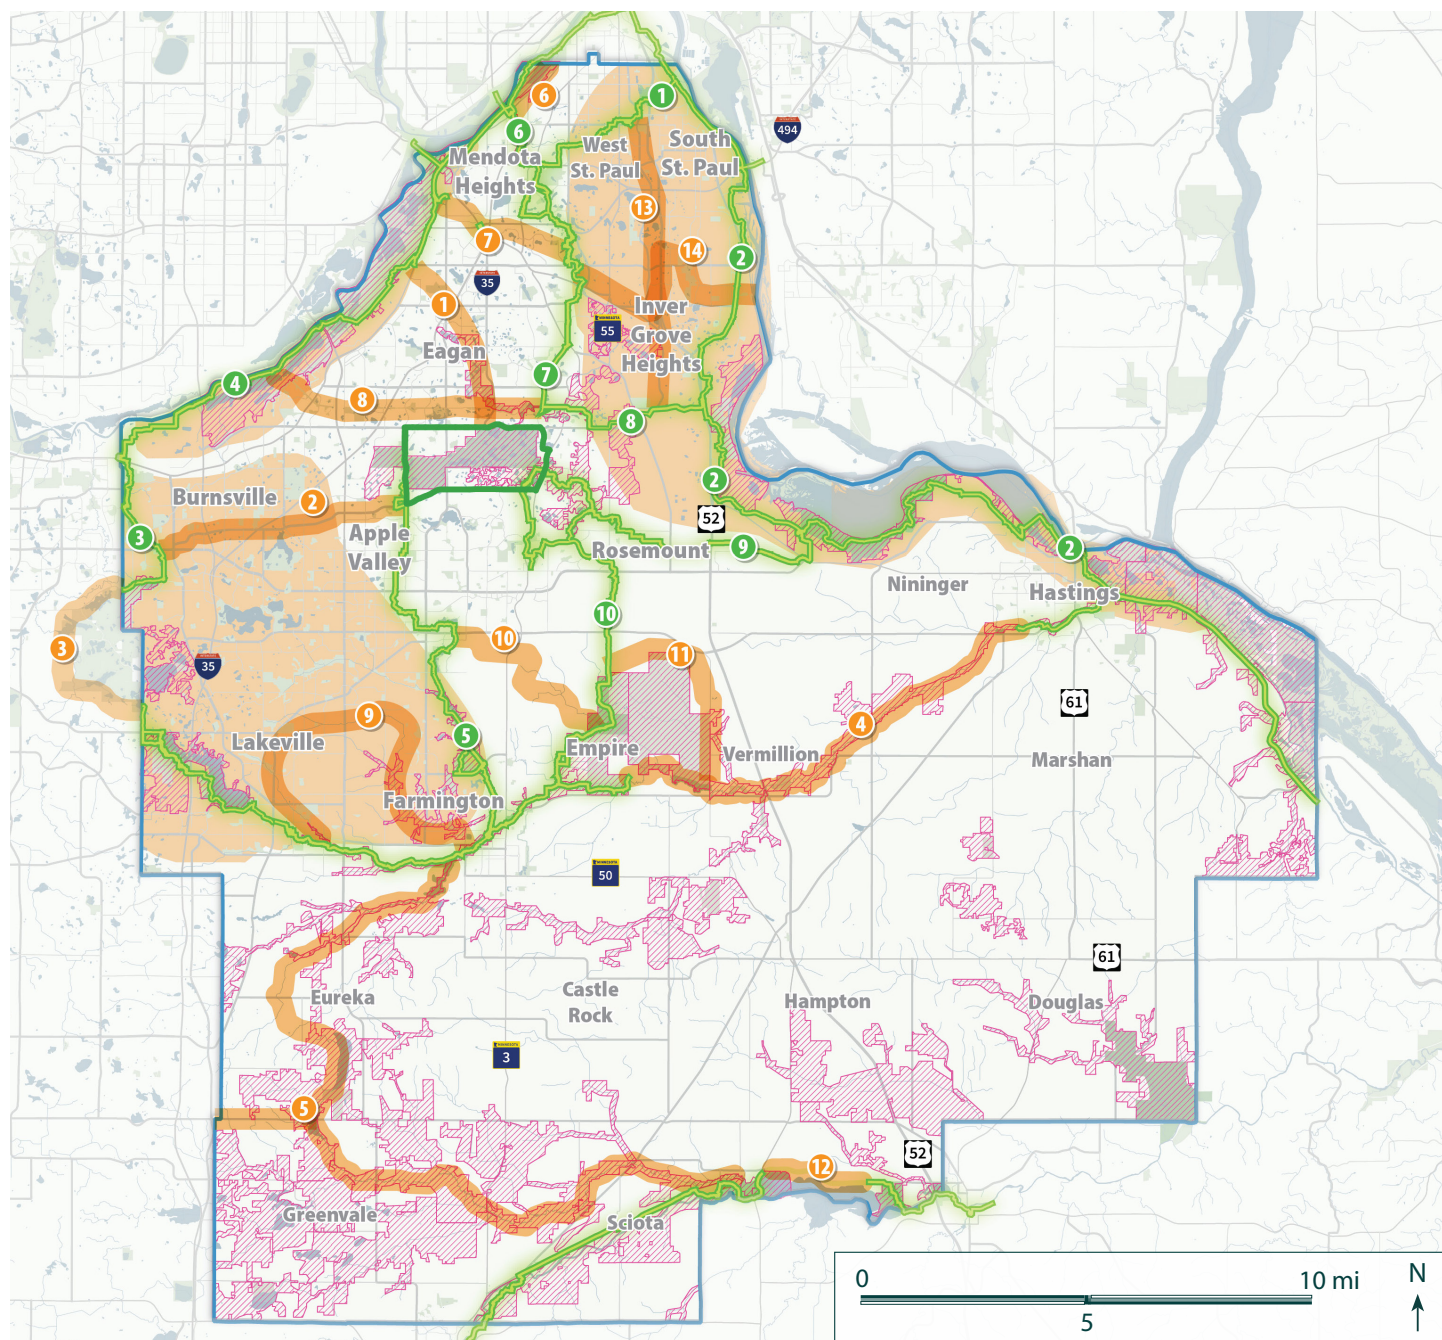 6
1
494
6
West
St. Paul
South
St. Paul
Mendota
Heights
13
7
14
2
35
1
Inver
Grove
Heights
55
Eagan
4
7
8
8
Burnsville
2
2
52
3
Apple
Valley
Rosemount
9
2
Nininger
Hastings
10
3
10
11
35
61
9
5
4
Lakeville
Empire
Vermillion
Marshan
Farmington
50
61
Eureka
Castle
Rock
Hampton
Douglas
3
5
52
12
Greenvale
Sciota
0
10 mi
N
5